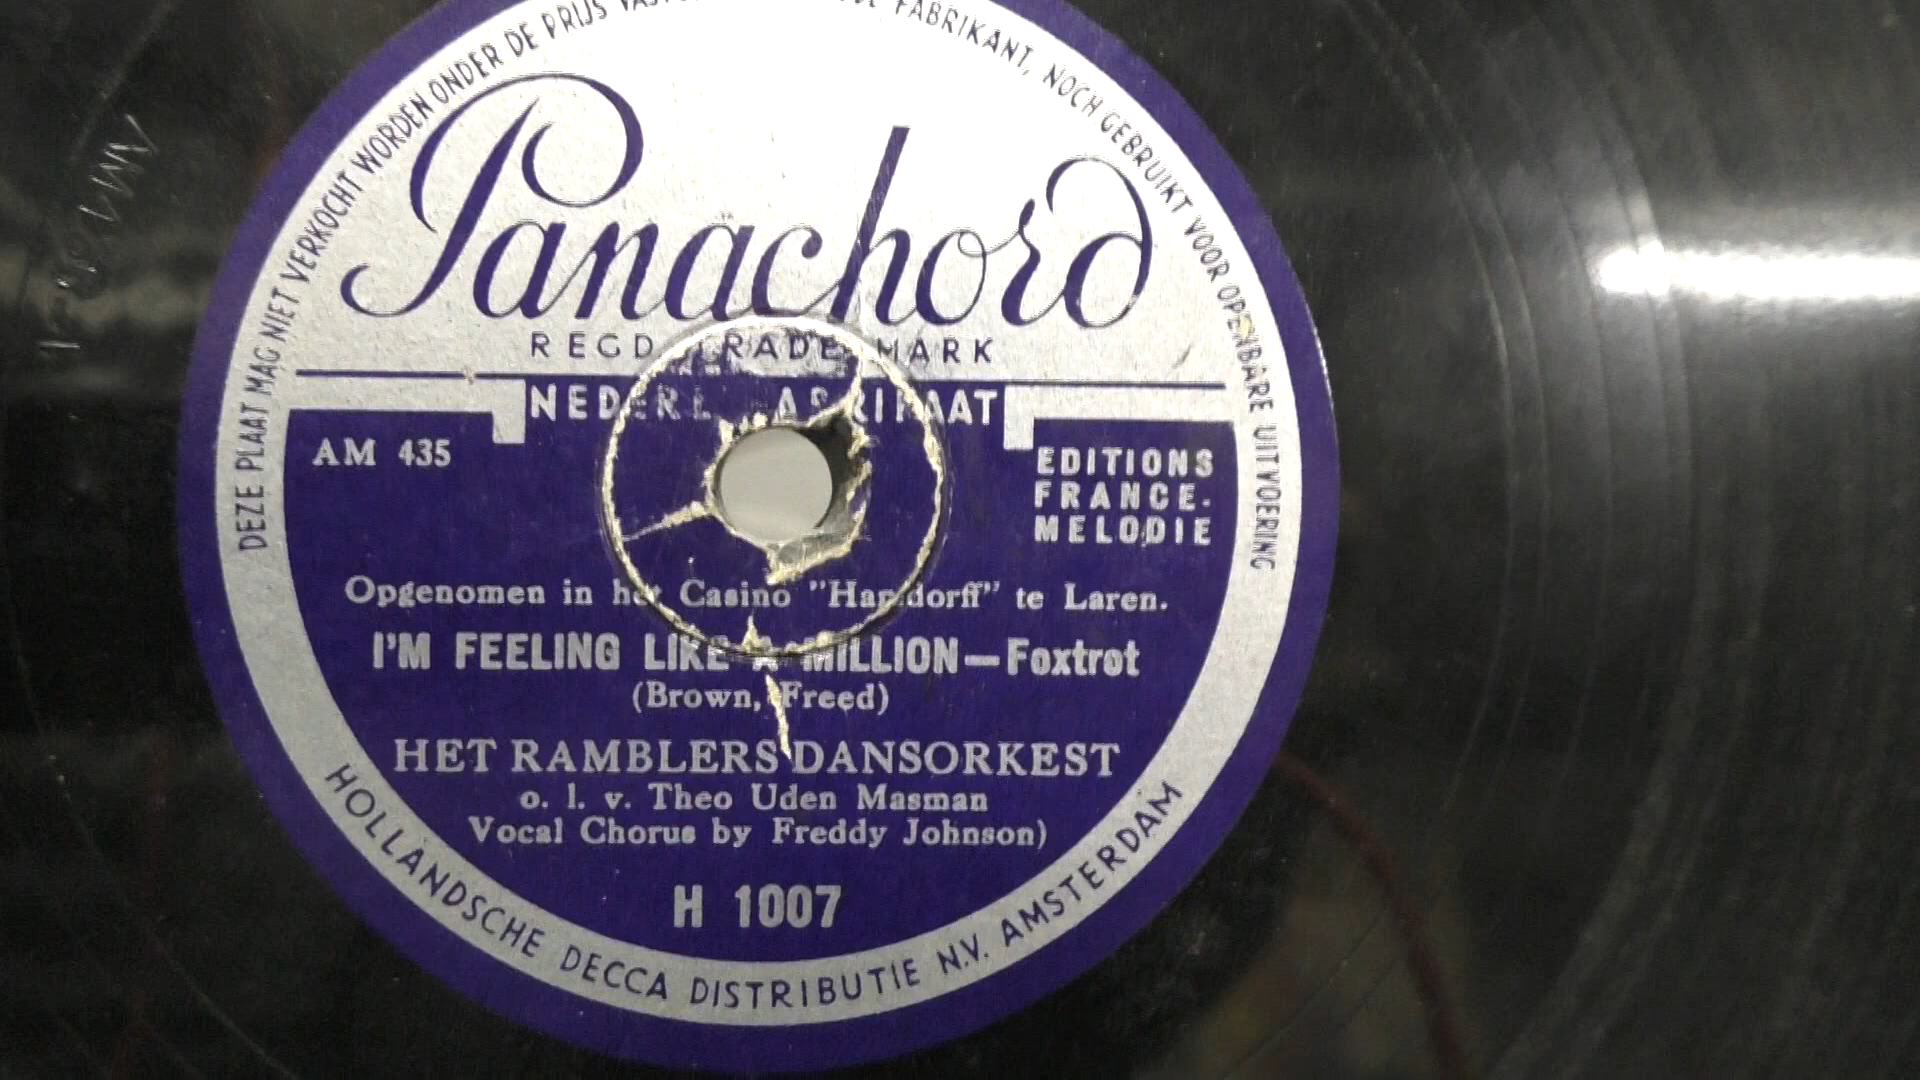 DEZE PLAAT MAG NIET VERKOCHT WORDEN ONDER DE PRIJS FABRIKANT, NOCH GEBRUIKT VOOR OPENBARE UITVOERING
Panachord
REGD TRADE MARK
AM 435
EDITIONS
FRANCE-
MELODIE
Opgenomen in het Casino "Hamdorff" te Laren.
I'M FEELING LIKE A MILLION — Foxtrot
(Brown, Freed)
HET RAMBLERS DANSORKEST
o. l. v. Theo Uden Masman
Vocal Chorus by Freddy Johnson)
H 1007
HOLLANDSCHE DECCA DISTRIBUTIE N.V. AMSTERDAM